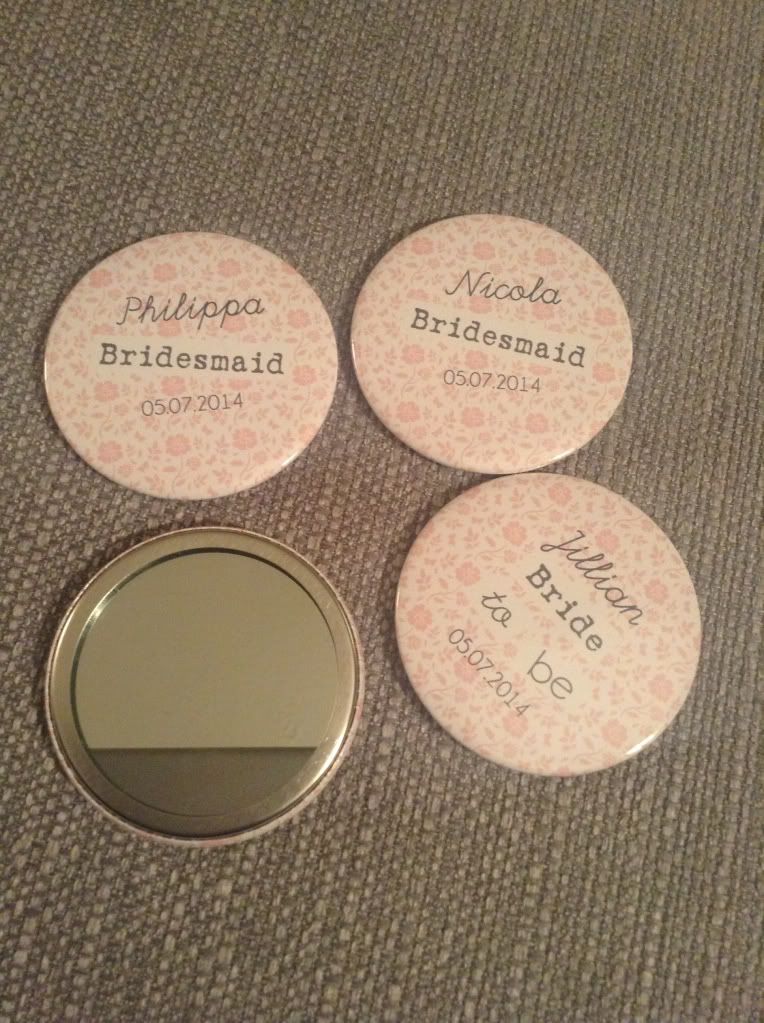 Philippa
Bridesmaid
05.07.2014
Nicola
Bridesmaid
05.07.2014
Jillian
Bride
to be
05.07.2014